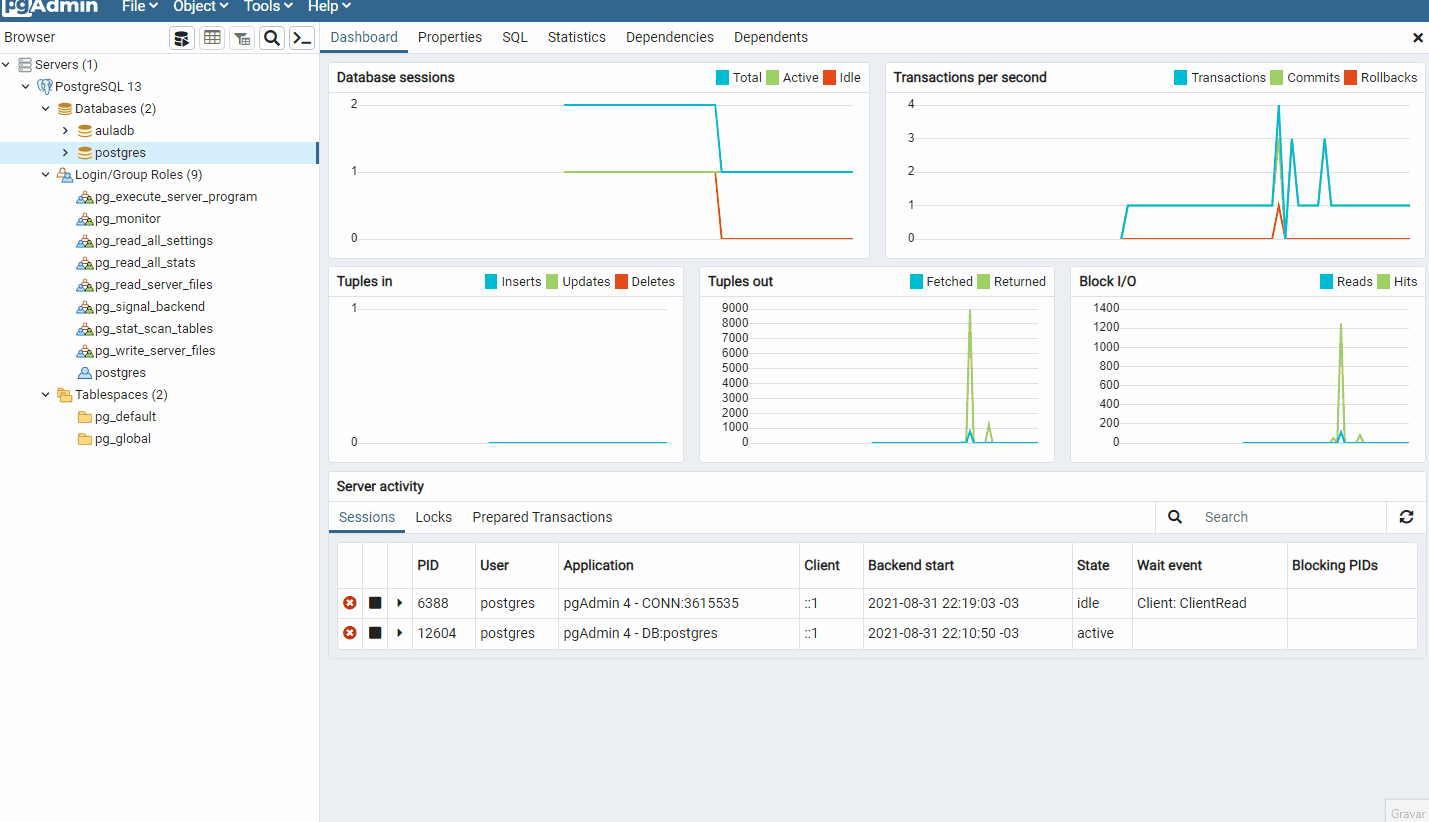 pgAdmin File Object Tools Help
Browser
Dashboard Properties SQL Statistics Dependencies Dependents
Servers (1)
PostgreSQL 13
Databases (2)
auladb
postgres
Login/Group Roles (9)
pg_execute_server_program
pg_monitor
pg_read_all_settings
pg_read_all_stats
pg_read_server_files
pg_signal_backend
pg_stat_scan_tables
pg_write_server_files
postgres
Tablespaces (2)
pg_default
pg_global
Database sessions Total Active Idle
2
1
0
Transactions per second Transactions Commits Rollbacks
4
3
2
1
0
Tuples in Inserts Updates Deletes
1
0
Tuples out Fetched Returned
9000
8000
7000
6000
5000
4000
3000
2000
1000
0
Block I/O Reads Hits
1400
1200
1000
800
600
400
200
0
Server activity
Sessions Locks Prepared Transactions Search
PID User Application Client Backend start State Wait event Blocking PIDs
6388 postgres pgAdmin 4 - CONN:3615535 ::1 2021-08-31 22:19:03 -03 idle Client: ClientRead
12604 postgres pgAdmin 4 - DB:postgres ::1 2021-08-31 22:10:50 -03 active
Gravar